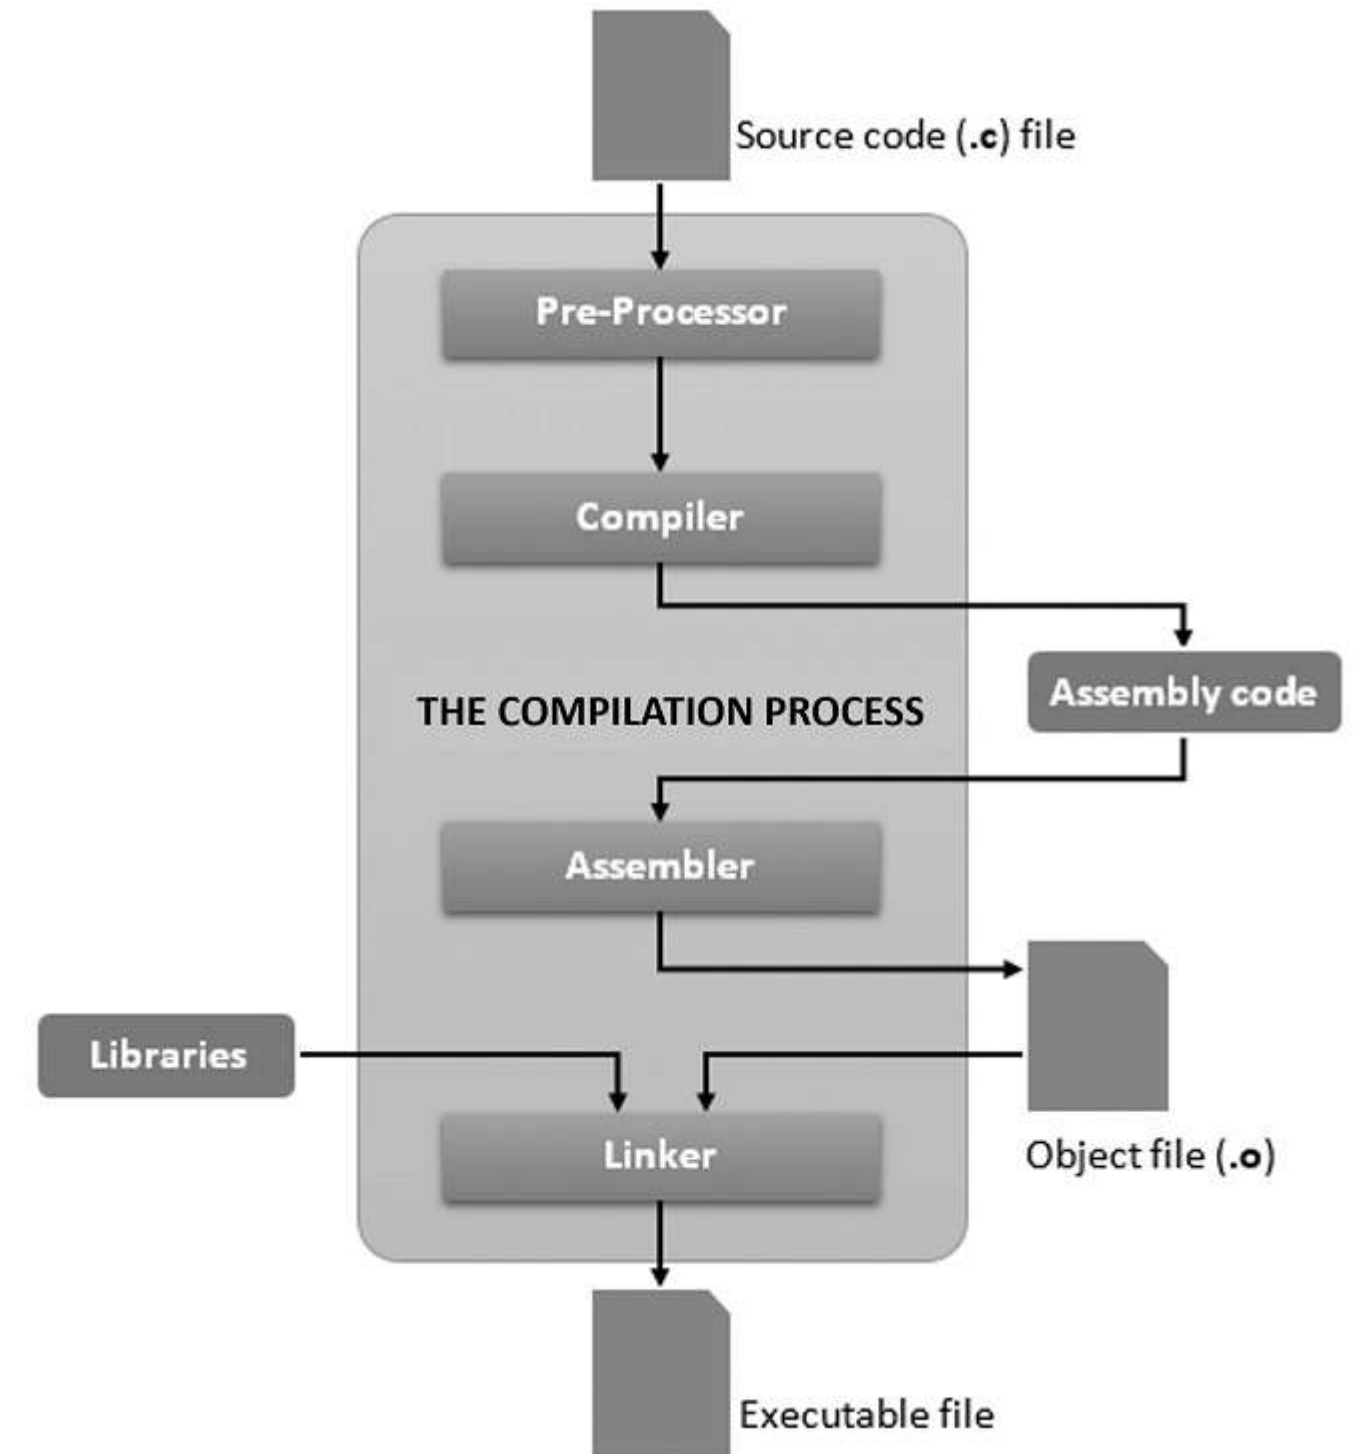 Source code (.c) file
Pre-Processor
Compiler
Assembly code
THE COMPILATION PROCESS
Assembler
Libraries
Linker
Object file (.o)
Executable file